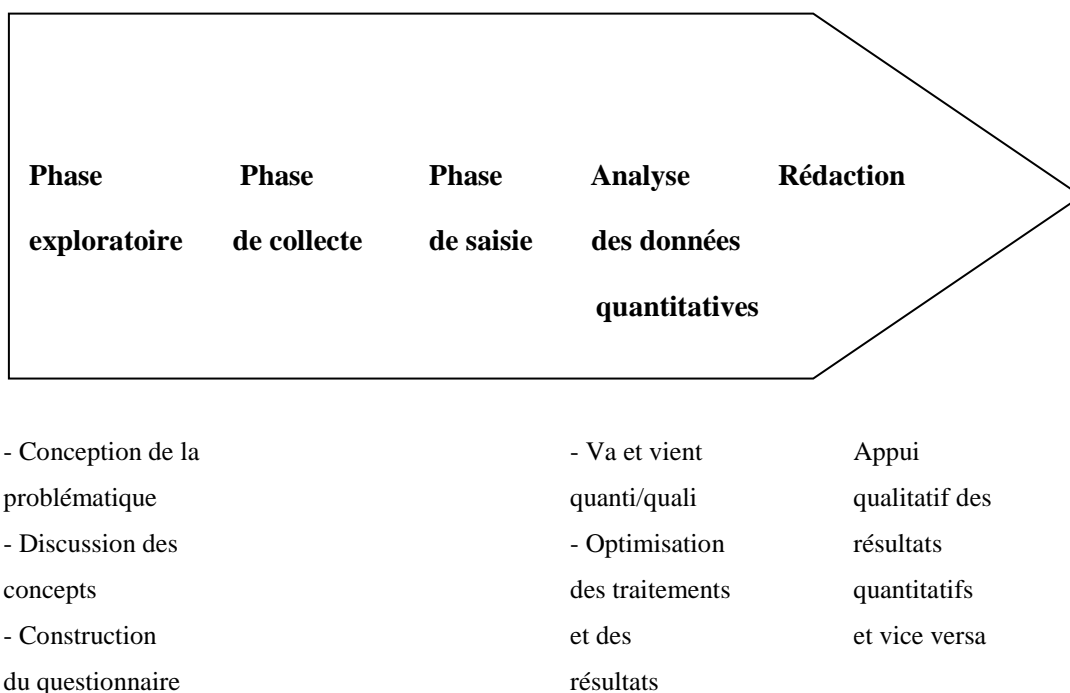 Phase Phase Phase Analyse Rédaction
exploratoire de collecte de saisie des données
quantitatives
- Conception de la
problématique
- Discussion des
concepts
- Construction
du questionnaire
- Va et vient
quanti/quali
- Optimisation
des traitements
et des
résultats
Appui
qualitatif des
résultats
quantitatifs
et vice versa